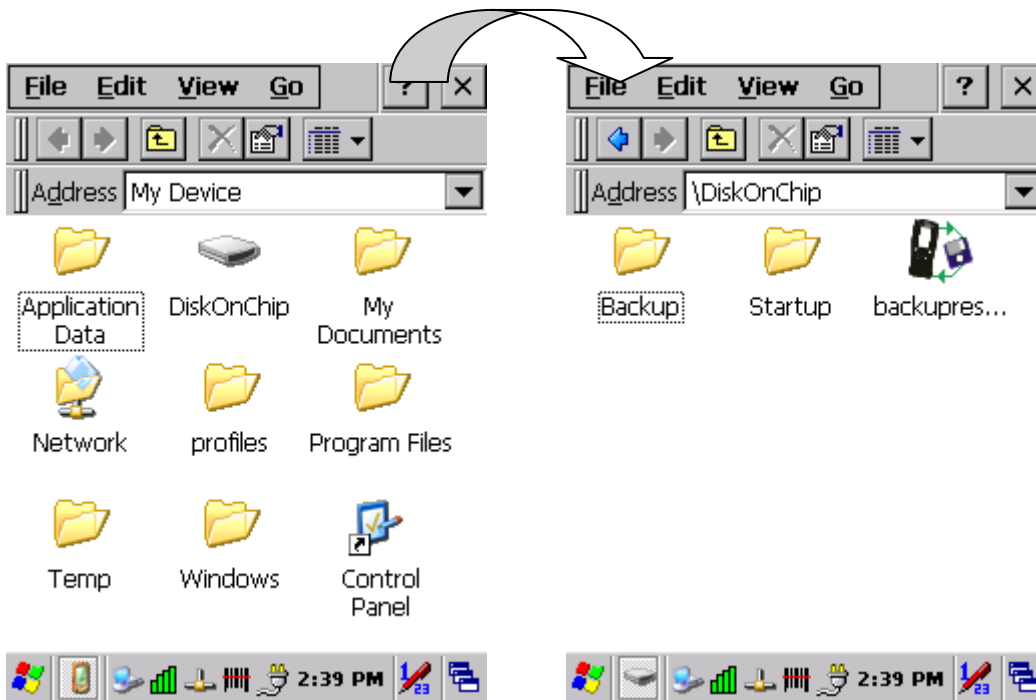 File Edit View Go ? ×
Address My Device
Application Data
DiskOnChip
My Documents
Network
profiles
Program Files
Temp
Windows
Control Panel
2:39 PM
File Edit View Go ? ×
Address \DiskOnChip
Backup
Startup
backupres...
2:39 PM